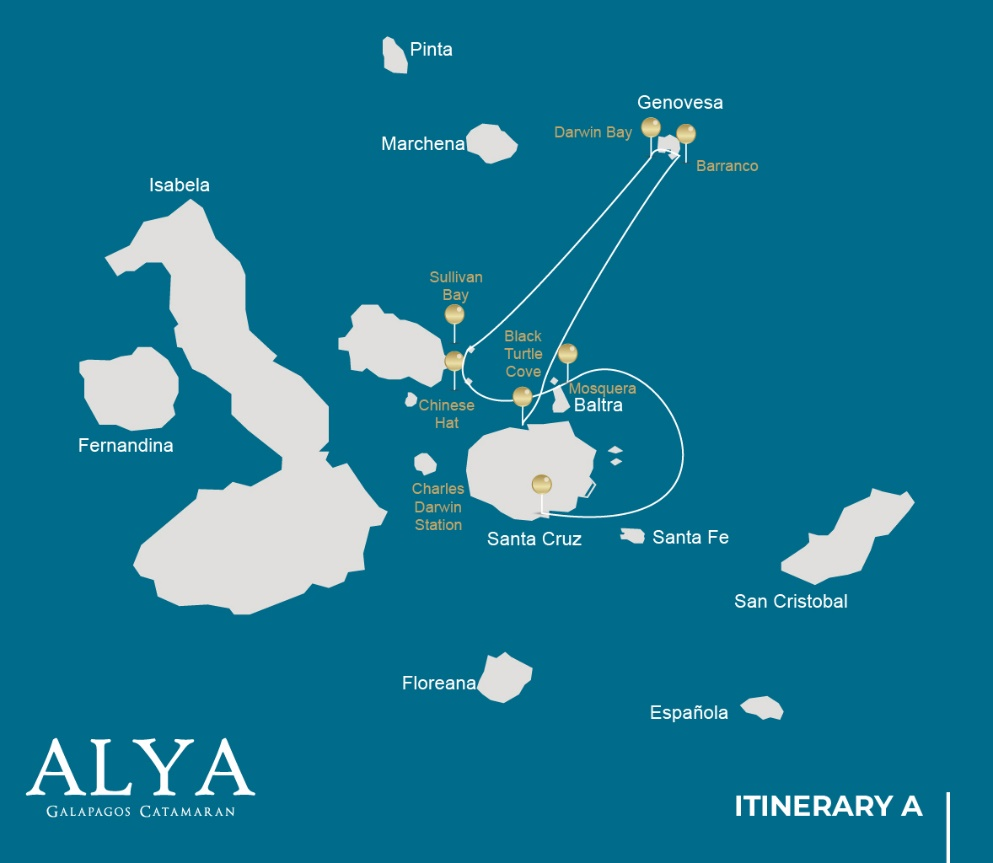 Pinta
Genovesa
Darwin Bay
Marchena
Barranco
Isabela
Sullivan
Bay
Black
Turtle
Cove
Mosquera
Baltra
Chinese
Hat
Fernandina
Charles
Darwin
Station
Santa Cruz
Santa Fe
San Cristobal
Floreana
Española
ALYA
GALAPAGOS CATAMARAN
ITINERARY A